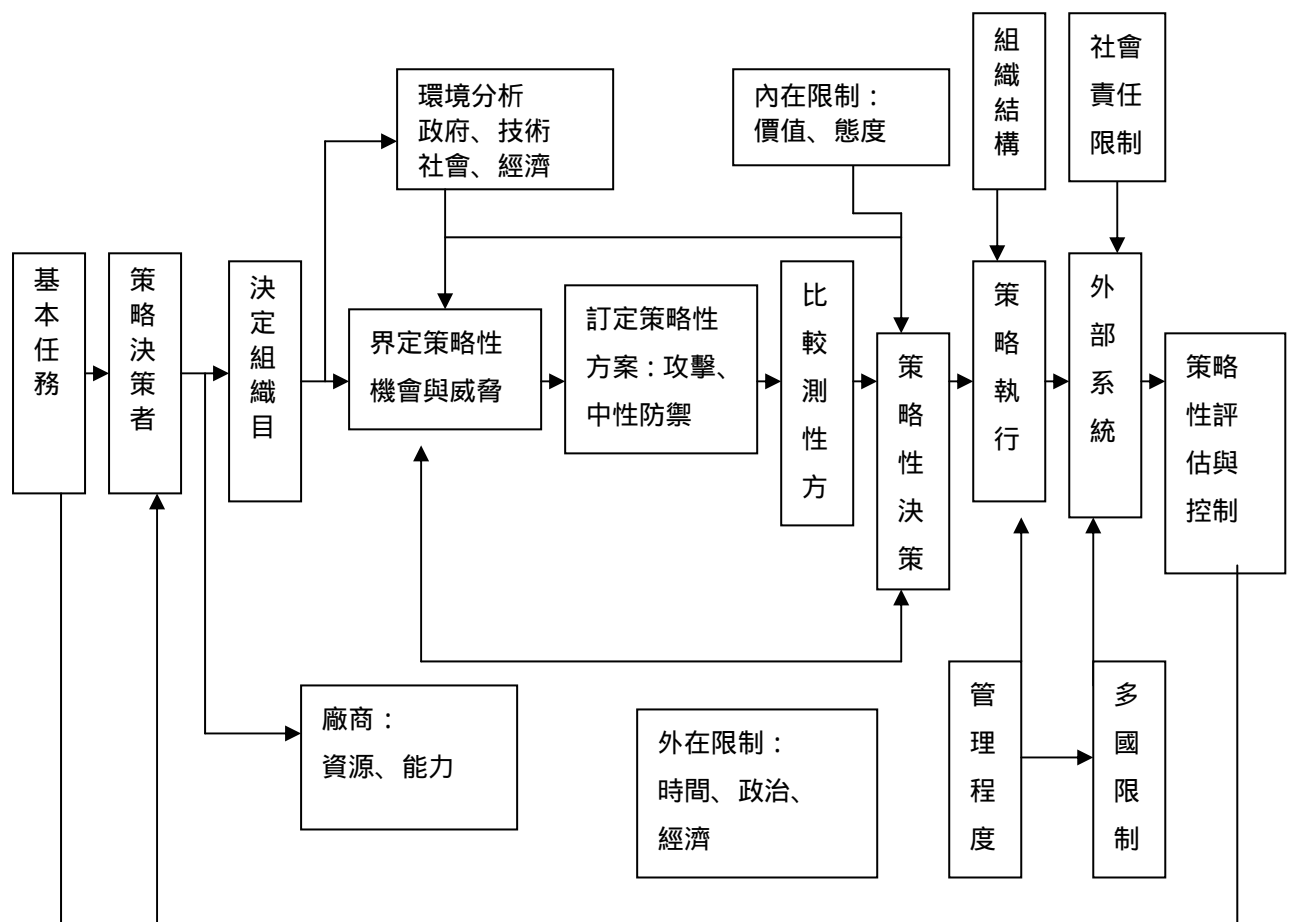 環境分析
政府、技術
社會、經濟
內在限制：
價值、態度
組織結構
社會
責任
限制
基本任務
策略決策者
決定組織目
界定策略性
機會與威脅
訂定策略性
方案：攻擊、
中性防禦
比較測性方
策略性決策
策略執行
外部系統
策略
性評
估與
控制
廠商：
資源、能力
外在限制：
時間、政治、
經濟
管理程度
多國限制